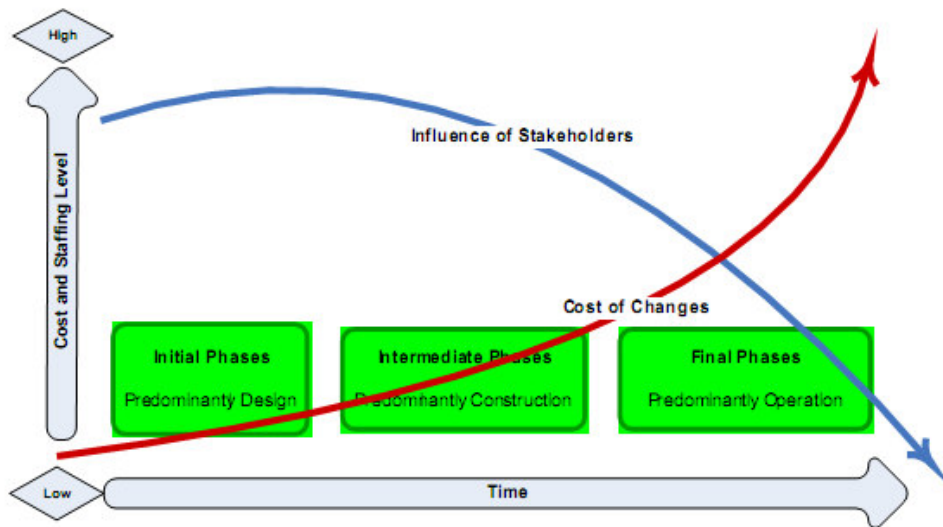 High
Cost and Staffing Level
Influence of Stakeholders
Cost of Changes
Initial Phases
Predominantly Design
Intermediate Phases
Predominantly Construction
Final Phases
Predominantly Operation
Low
Time